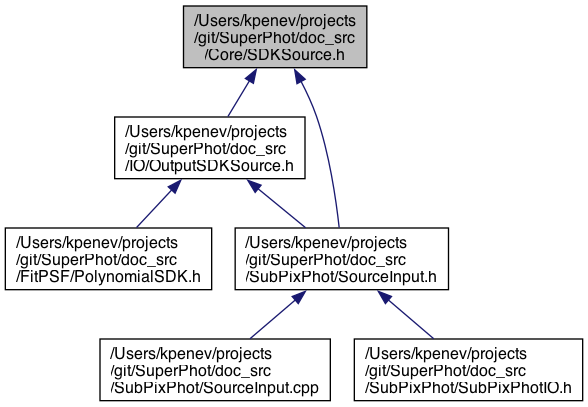 /Users/kpenev/projects
/git/SuperPhot/doc_src
/Core/SDKSource.h
/Users/kpenev/projects
/git/SuperPhot/doc_src
/IO/OutputSDKSource.h
/Users/kpenev/projects
/git/SuperPhot/doc_src
/FitPSF/PolynomialSDK.h
/Users/kpenev/projects
/git/SuperPhot/doc_src
/SubPixPhot/SourceInput.h
/Users/kpenev/projects
/git/SuperPhot/doc_src
/SubPixPhot/SourceInput.cpp
/Users/kpenev/projects
/git/SuperPhot/doc_src
/SubPixPhot/SubPixPhotIO.h